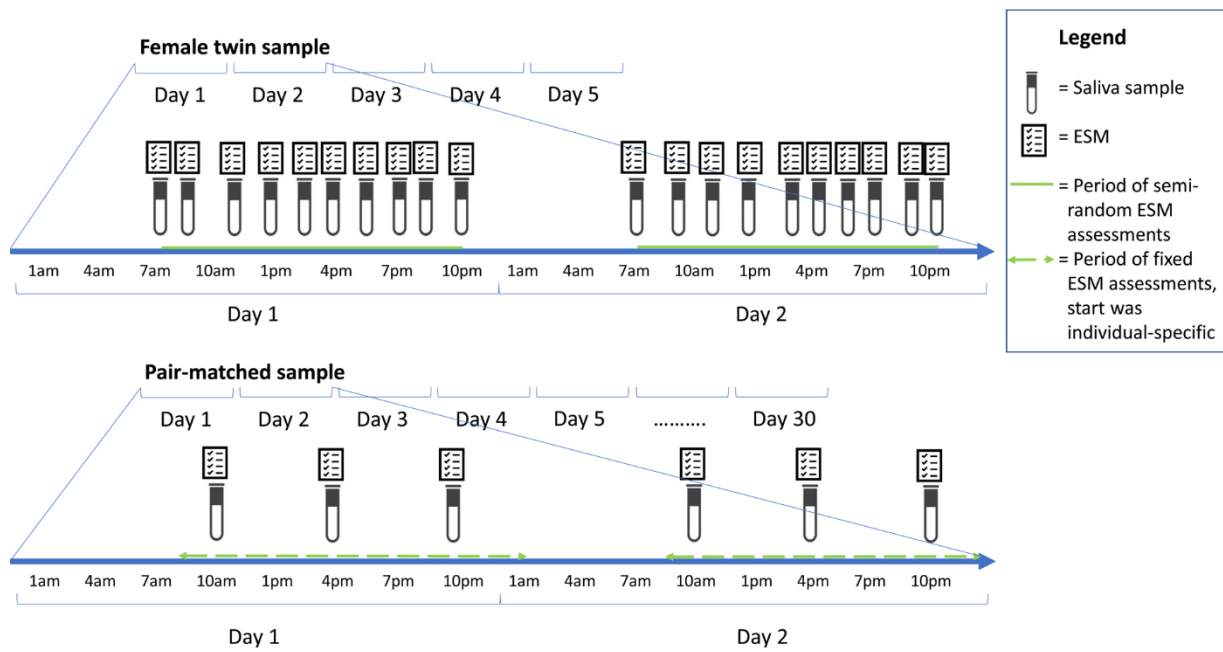 Female twin sample
Day 1 Day 2 Day 3 Day 4 Day 5
1am 4am 7am 10am 1pm 4pm 7pm 10pm 1am 4am 7am 10am 1pm 4pm 7pm 10pm
Day 1 Day 2
Pair-matched sample
Day 1 Day 2 Day 3 Day 4 Day 5 ………. Day 30
1am 4am 7am 10am 1pm 4pm 7pm 10pm 1am 4am 7am 10am 1pm 4pm 7pm 10pm
Day 1 Day 2
Legend
= Saliva sample
= ESM
= Period of semi-
random ESM
assessments
= Period of fixed
ESM assessments,
start was
individual-specific